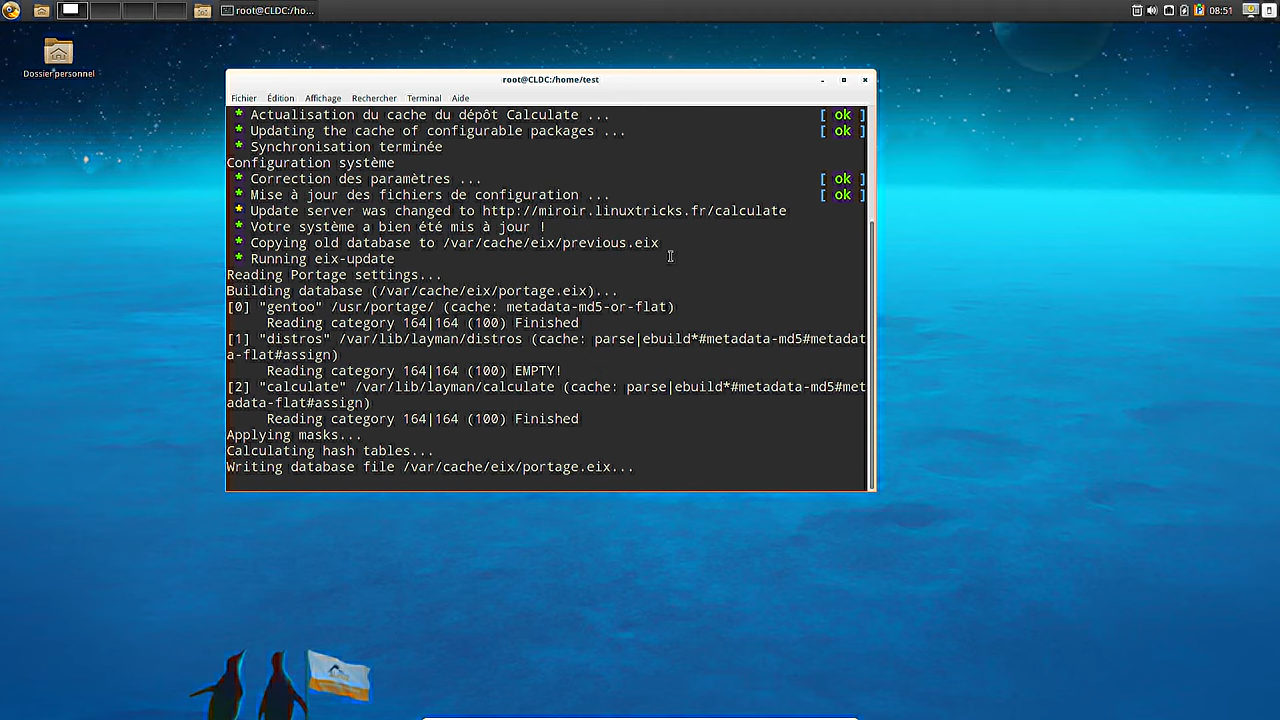 root@CLDC:/ho...
08:51
Dossier personnel
root@CLDC:/home/test
Fichier Édition Affichage Rechercher Terminal Aide
* Actualisation du cache du dépôt Calculate ... [ ok ]
* Updating the cache of configurable packages ... [ ok ]
* Synchronisation terminée
Configuration système
* Correction des paramètres ... [ ok ]
* Mise à jour des fichiers de configuration ... [ ok ]
* Update server was changed to http://miroir.linuxtricks.fr/calculate
* Votre système a bien été mis à jour !
* Copying old database to /var/cache/eix/previous.eix
* Running eix-update
Reading Portage settings...
Building database (/var/cache/eix/portage.eix)...
[0] "gentoo" /usr/portage/ (cache: metadata-md5-or-flat)
Reading category 164|164 (100) Finished
[1] "distros" /var/lib/layman/distros (cache: parse|ebuild*#metadata-md5#metadat
a-flat#assign)
Reading category 164|164 (100) EMPTY!
[2] "calculate" /var/lib/layman/calculate (cache: parse|ebuild*#metadata-md5#met
adata-flat#assign)
Reading category 164|164 (100) Finished
Applying masks...
Calculating hash tables...
Writing database file /var/cache/eix/portage.eix...